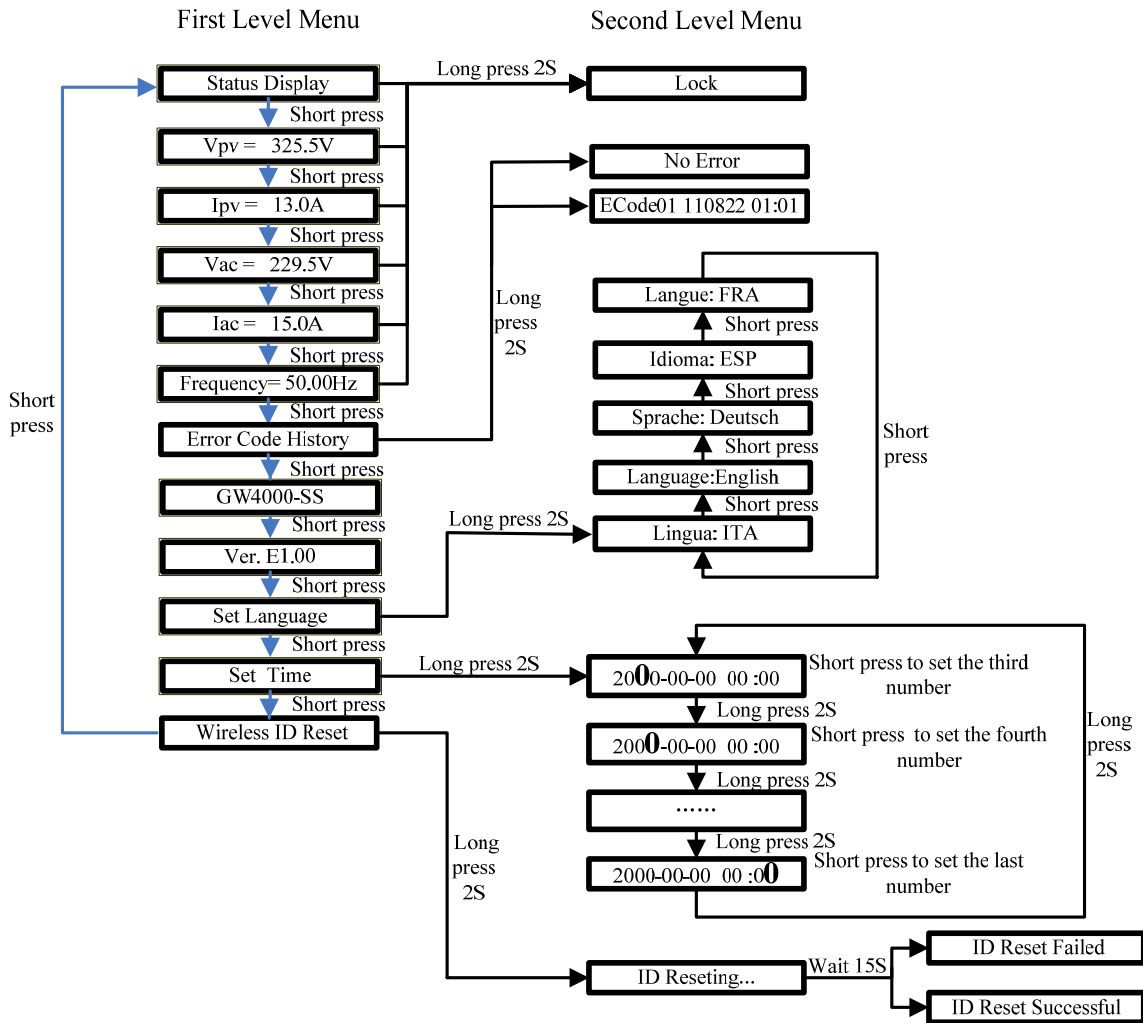 First Level Menu
Second Level Menu
Status Display
Long press 2S
Lock
Short press
Vpv = 325.5V
No Error
Short press
Ipv = 13.0A
ECode01 110822 01:01
Short press
Vac = 229.5V
Short press
Langue: FRA
Iac = 15.0A
Long
press
2S
Short press
Short press
Idioma: ESP
Frequency= 50.00Hz
Short press
Short
press
Short press
Sprache: Deutsch
Error Code History
Short press
Short
press
Short press
Language:English
GW4000-SS
Short press
Short press
Long press 2S
Lingua: ITA
Ver. E1.00
Short press
Set Language
Short press
Set Time
Long press 2S
2000-00-00 00 :00
Short press to set the third
number
Short press
Long press 2S
Wireless ID Reset
2000-00-00 00 :00
Short press to set the fourth
number
Long
press
2S
Long press 2S
......
Long
press
2S
Long press 2S
2000-00-00 00 :00
Short press to set the last
number
ID Reset Failed
ID Reseting...
Wait 15S
ID Reset Successful